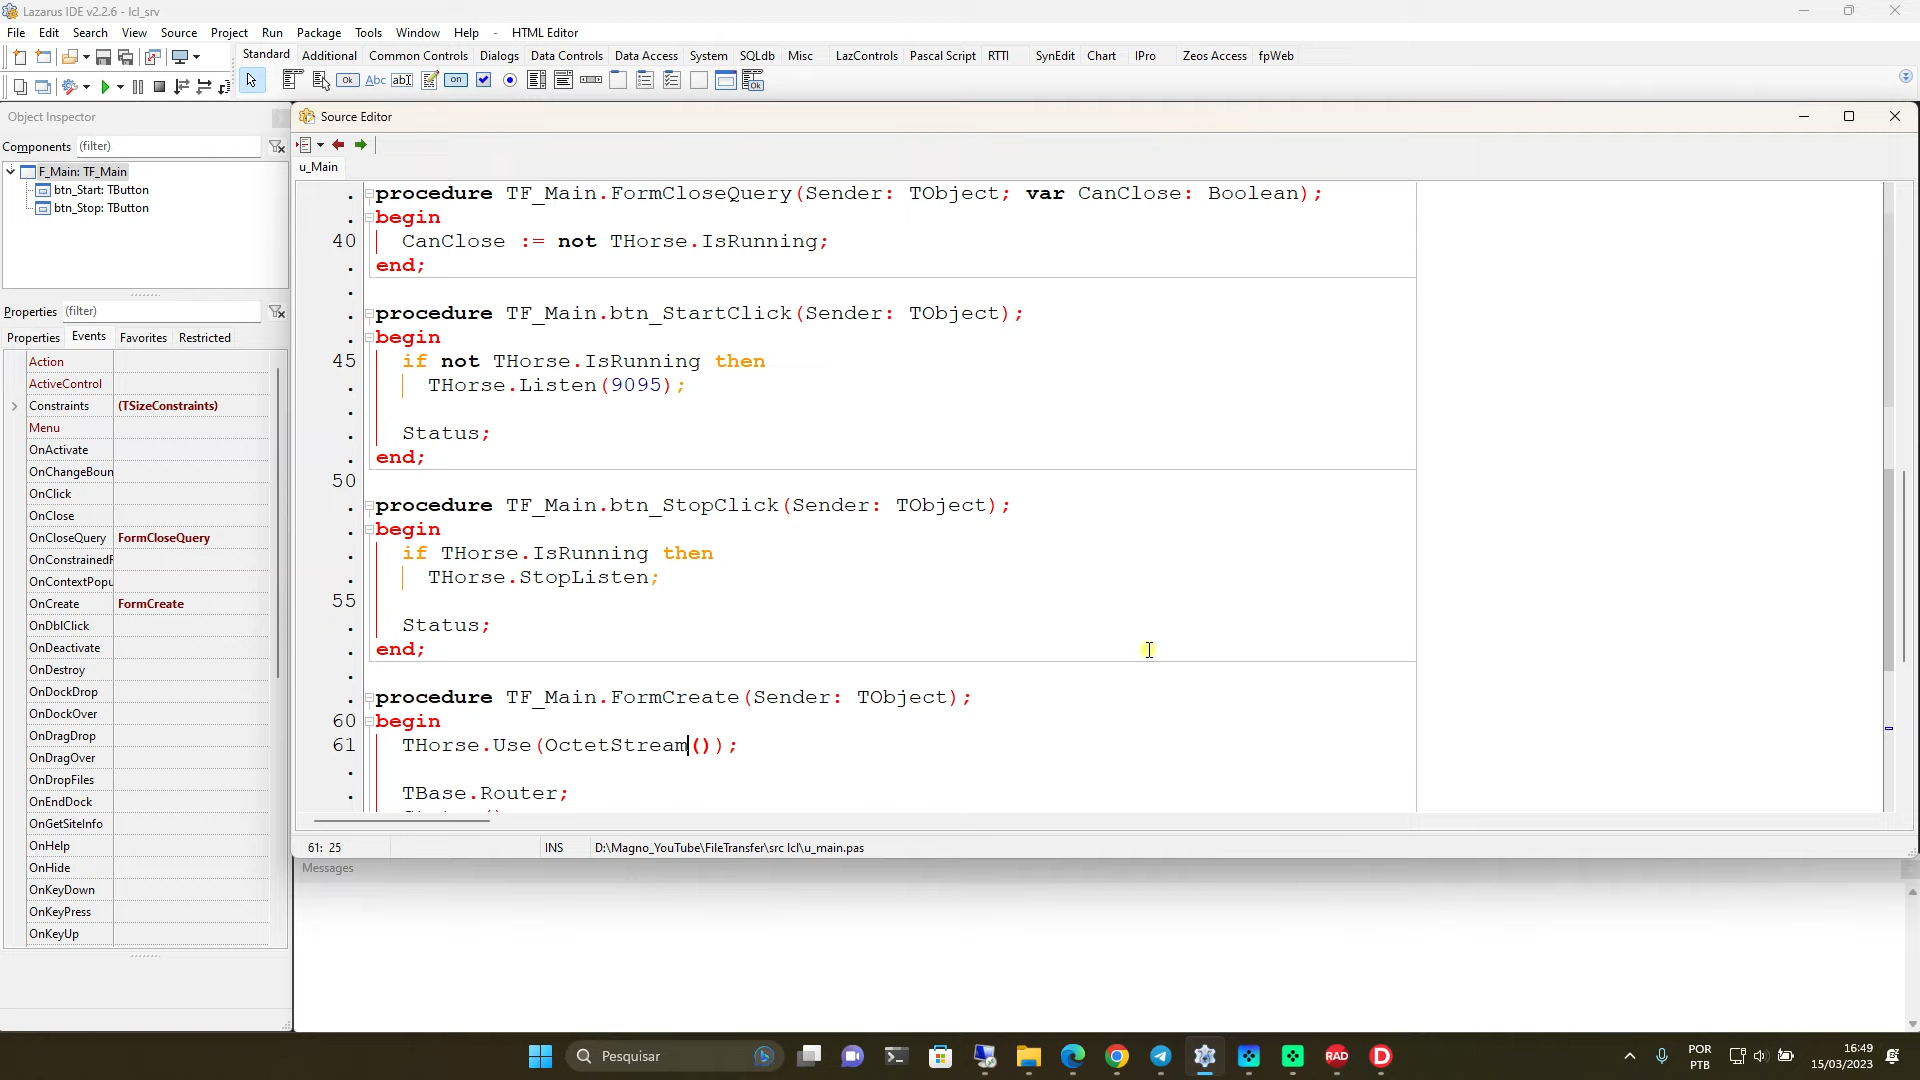 Lazarus IDE v2.2.6 - lcl_srv
File Edit Search View Source Project Run Package Tools Window Help - HTML Editor
Standard Additional Common Controls Dialogs Data Controls Data Access System SQLdb Misc LazControls Pascal Script RTTI SynEdit Chart IPro Zeos Access fpWeb
Ok Abc abI on Ok
Object Inspector
Components (filter)
F_Main: TF_Main
btn_Start: TButton
btn_Stop: TButton
Properties (filter)
Properties Events Favorites Restricted
Action
ActiveControl
Constraints (TSizeConstraints)
Menu
OnActivate
OnChangeBoun
OnClick
OnClose
OnCloseQuery FormCloseQuery
OnConstrainedF
OnContextPopu
OnCreate FormCreate
OnDblClick
OnDeactivate
OnDestroy
OnDockDrop
OnDockOver
OnDragDrop
OnDragOver
OnDropFiles
OnEndDock
OnGetSiteInfo
OnHelp
OnHide
OnKeyDown
OnKeyPress
OnKeyUp
Source Editor
u_Main
procedure TF_Main.FormCloseQuery(Sender: TObject; var CanClose: Boolean);
begin
40 CanClose := not THorse.IsRunning;
end;
procedure TF_Main.btn_StartClick(Sender: TObject);
begin
45 if not THorse.IsRunning then
THorse.Listen(9095);
Status;
end;
50
procedure TF_Main.btn_StopClick(Sender: TObject);
begin
if THorse.IsRunning then
THorse.StopListen;
55
Status;
end;
procedure TF_Main.FormCreate(Sender: TObject);
60 begin
61 THorse.Use(OctetStream());
TBase.Router;
61: 25 INS D:\Magno_YouTube\FileTransfer\src lcl\u_main.pas
Messages
Pesquisar
RAD
D
POR
PTB
16:49
15/03/2023